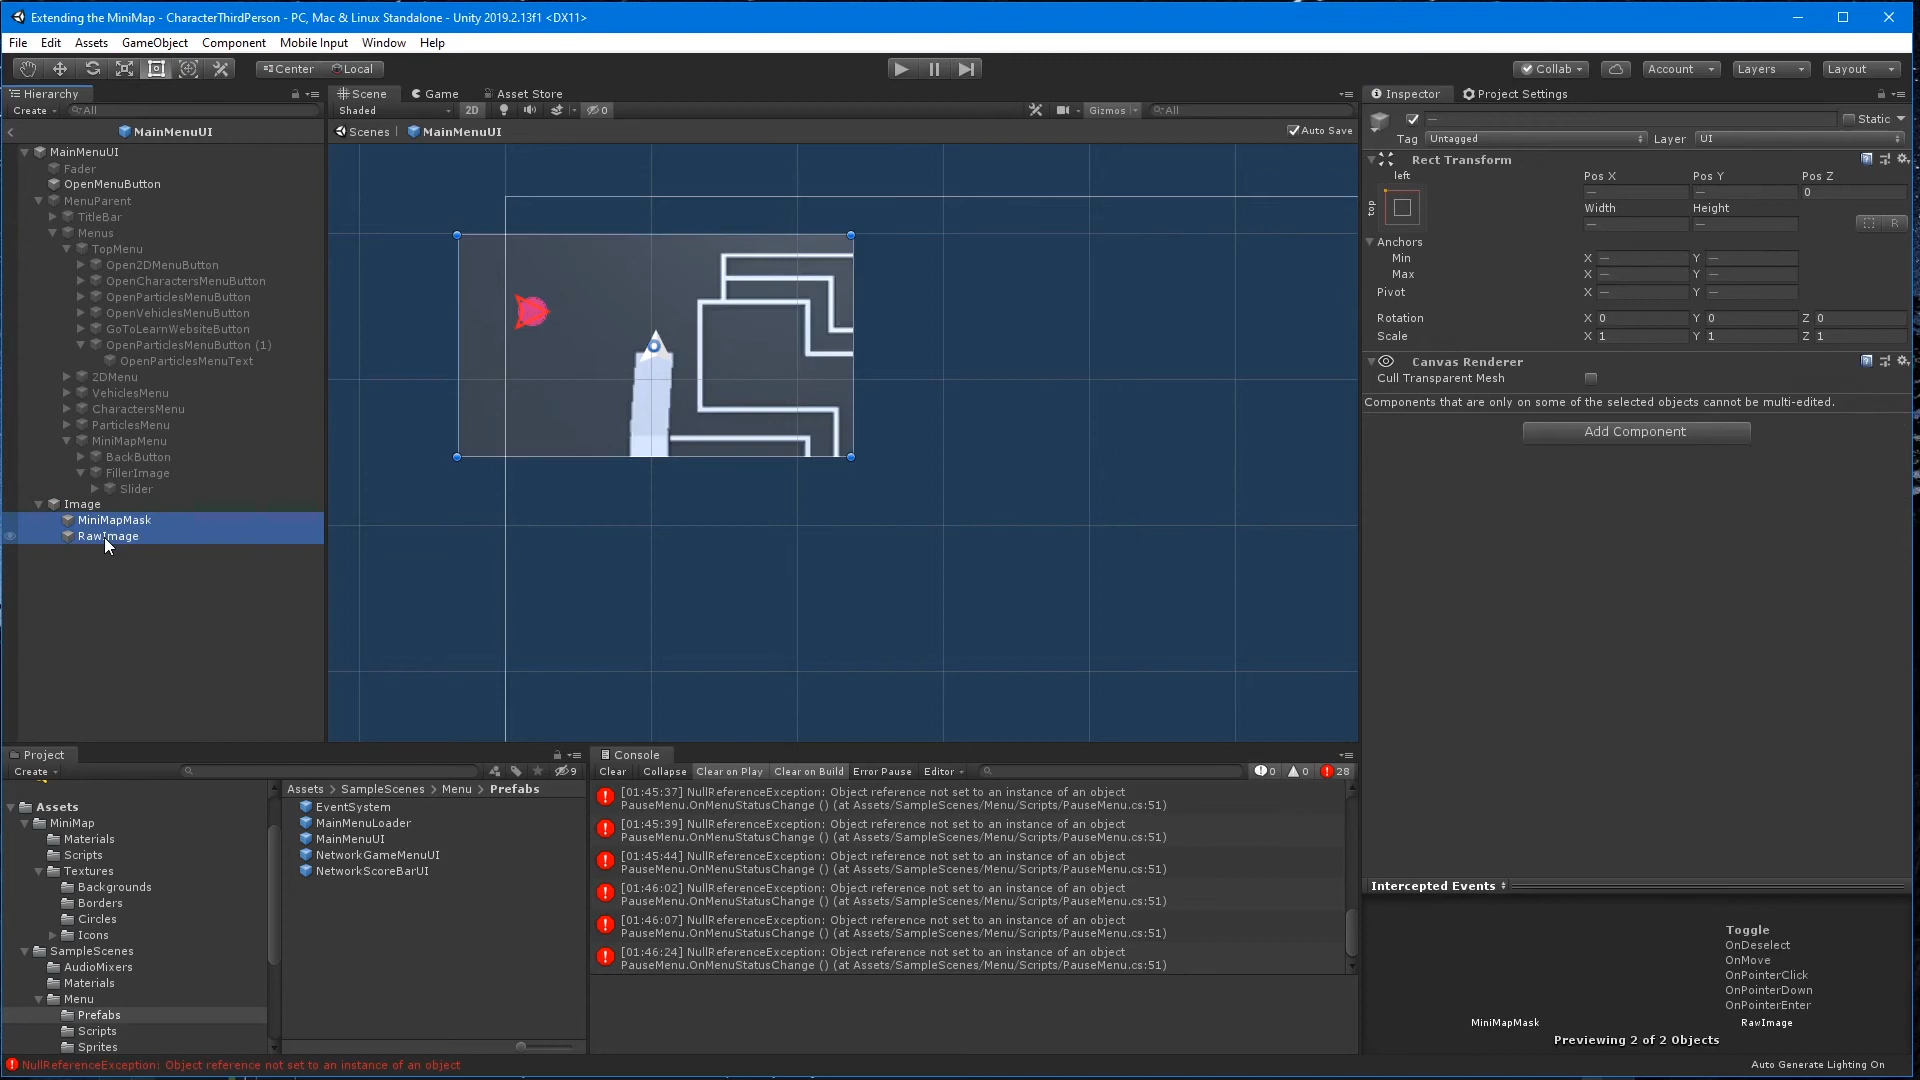 Extending the MiniMap - CharacterThirdPerson - PC, Mac & Linux Standalone - Unity 2019.2.13f1 <DX11>
File Edit Assets GameObject Component Mobile Input Window Help
Center Local Collab Account Layers Layout
Hierarchy
Create All
MainMenuUI
MainMenuUI
Fader
OpenMenuButton
MenuParent
TitleBar
Menus
TopMenu
Open2DMenuButton
OpenCharactersMenuButton
OpenParticlesMenuButton
OpenVehiclesMenuButton
GoToLearnWebsiteButton
OpenParticlesMenuButton (1)
OpenParticlesMenuText
2DMenu
VehiclesMenu
CharactersMenu
ParticlesMenu
MiniMapMenu
BackButton
FillerImage
Slider
Image
MiniMapMask
RawImage
Scene Game Asset Store
Shaded 2D 0 Gizmos All
Scenes MainMenuUI Auto Save
Inspector Project Settings
— Static
Tag Untagged Layer UI
Rect Transform
left Pos X Pos Y Pos Z
top — — 0
Width Height
— — R
Anchors
Min X — Y —
Max X — Y —
Pivot X — Y —
Rotation X 0 Y 0 Z 0
Scale X 1 Y 1 Z 1
Canvas Renderer
Cull Transparent Mesh
Components that are only on some of the selected objects cannot be multi-edited.
Add Component
Intercepted Events
Toggle
OnDeselect
OnMove
OnPointerClick
OnPointerDown
OnPointerEnter
MiniMapMask RawImage
Previewing 2 of 2 Objects
Auto Generate Lighting On
Project
Create 9
Assets
MiniMap
Materials
Scripts
Textures
Backgrounds
Borders
Circles
Icons
SampleScenes
AudioMixers
Materials
Menu
Prefabs
Scripts
Sprites
Assets > SampleScenes > Menu > Prefabs
EventSystem
MainMenuLoader
MainMenuUI
NetworkGameMenuUI
NetworkScoreBarUI
Console
Clear Collapse Clear on Play Clear on Build Error Pause Editor 0 0 28
[01:45:37] NullReferenceException: Object reference not set to an instance of an object
PauseMenu.OnMenuStatusChange () (at Assets/SampleScenes/Menu/Scripts/PauseMenu.cs:51)
[01:45:39] NullReferenceException: Object reference not set to an instance of an object
PauseMenu.OnMenuStatusChange () (at Assets/SampleScenes/Menu/Scripts/PauseMenu.cs:51)
[01:45:44] NullReferenceException: Object reference not set to an instance of an object
PauseMenu.OnMenuStatusChange () (at Assets/SampleScenes/Menu/Scripts/PauseMenu.cs:51)
[01:46:02] NullReferenceException: Object reference not set to an instance of an object
PauseMenu.OnMenuStatusChange () (at Assets/SampleScenes/Menu/Scripts/PauseMenu.cs:51)
[01:46:07] NullReferenceException: Object reference not set to an instance of an object
PauseMenu.OnMenuStatusChange () (at Assets/SampleScenes/Menu/Scripts/PauseMenu.cs:51)
[01:46:24] NullReferenceException: Object reference not set to an instance of an object
PauseMenu.OnMenuStatusChange () (at Assets/SampleScenes/Menu/Scripts/PauseMenu.cs:51)
NullReferenceException: Object reference not set to an instance of an object